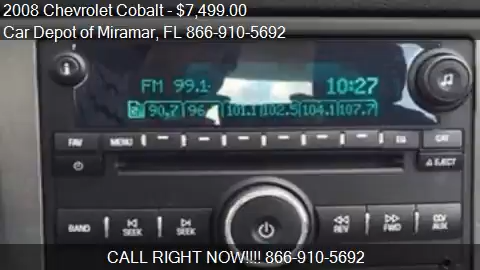 2008 Chevrolet Cobalt - $7,499.00
Car Depot of Miramar, FL 866-910-5692
FM 99.1 10:27
90.7 96. 101.1 102.5 104.1 107.7
FAV MENU EQ CAT
EJECT
BAND SEEK SEEK REV FWD CD/AUX
CALL RIGHT NOW!!!! 866-910-5692